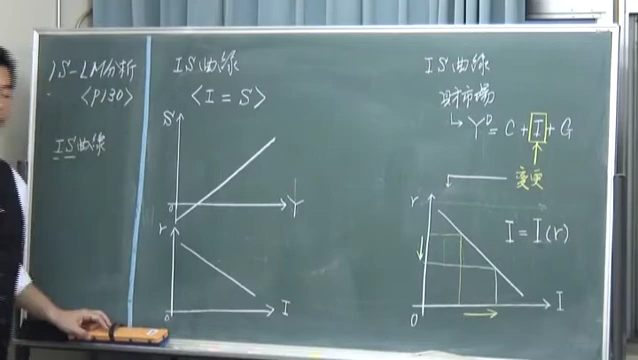 IS-LM分析
<P130>
IS曲線
IS曲線
<I = S>
S
Y
0
r
I
0
IS曲線
財市場
Y^D = C + I + G
変更
r
I = I(r)
I
0